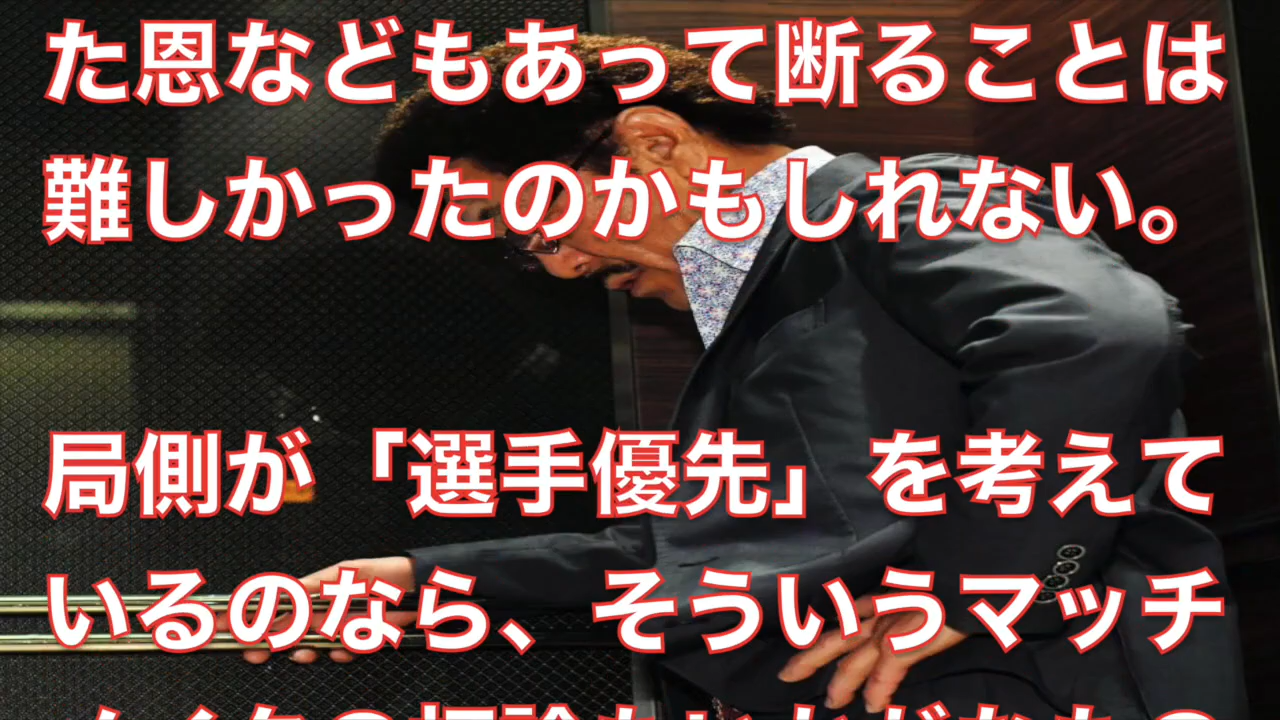 た恩などもあって断ることは
難しかったのかもしれない。
局側が「選手優先」を考えて
いるのなら、そういうマッチ